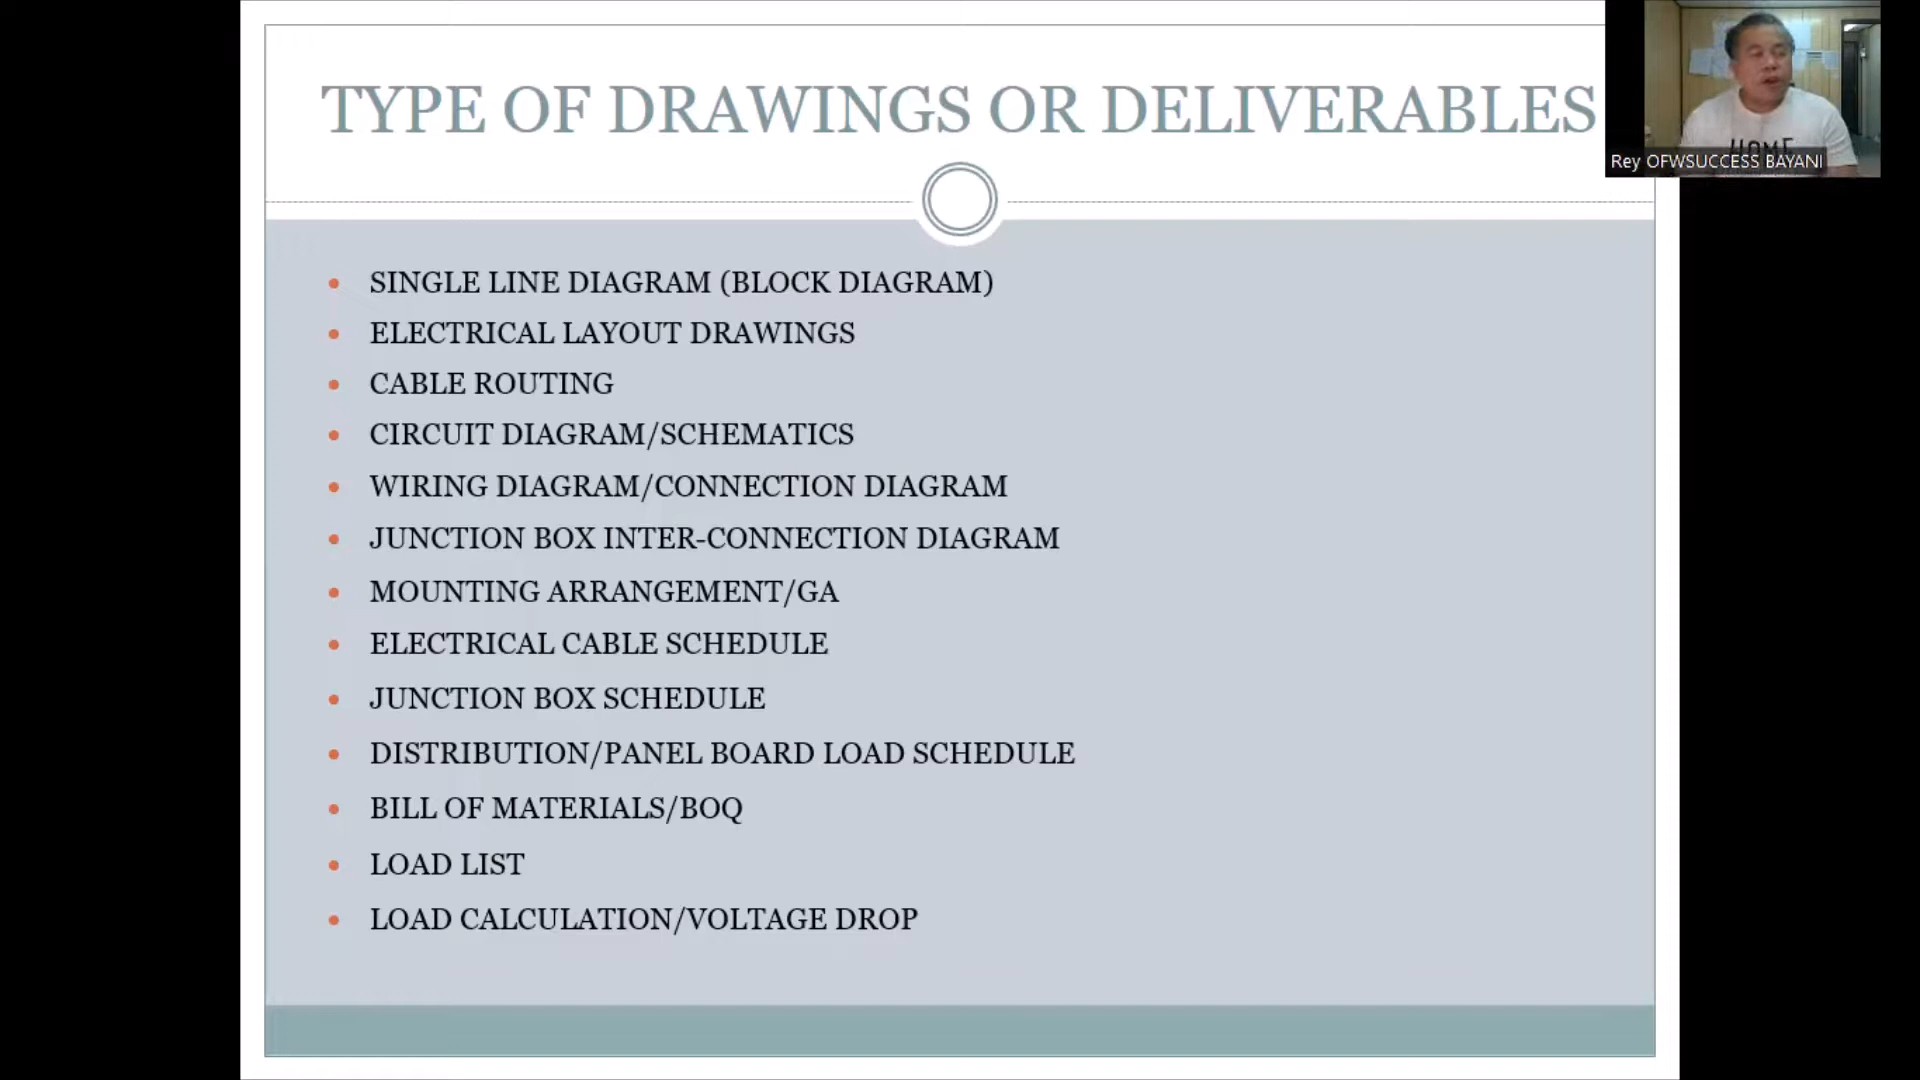 TYPE OF DRAWINGS OR DELIVERABLES
HOME
Rey OFWSUCCESS BAYANI
• SINGLE LINE DIAGRAM (BLOCK DIAGRAM)
• ELECTRICAL LAYOUT DRAWINGS
• CABLE ROUTING
• CIRCUIT DIAGRAM/SCHEMATICS
• WIRING DIAGRAM/CONNECTION DIAGRAM
• JUNCTION BOX INTER-CONNECTION DIAGRAM
• MOUNTING ARRANGEMENT/GA
• ELECTRICAL CABLE SCHEDULE
• JUNCTION BOX SCHEDULE
• DISTRIBUTION/PANEL BOARD LOAD SCHEDULE
• BILL OF MATERIALS/BOQ
• LOAD LIST
• LOAD CALCULATION/VOLTAGE DROP